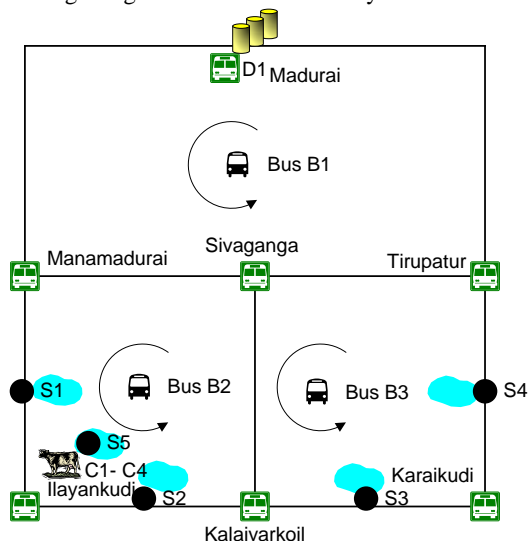 D1 Madurai
Bus B1
Manamadurai
Sivaganga
Tirupatur
S1
Bus B2
Bus B3
S4
S5
C1- C4
Ilayankudi
S2
Karaikudi
S3
Kalaivarkoil